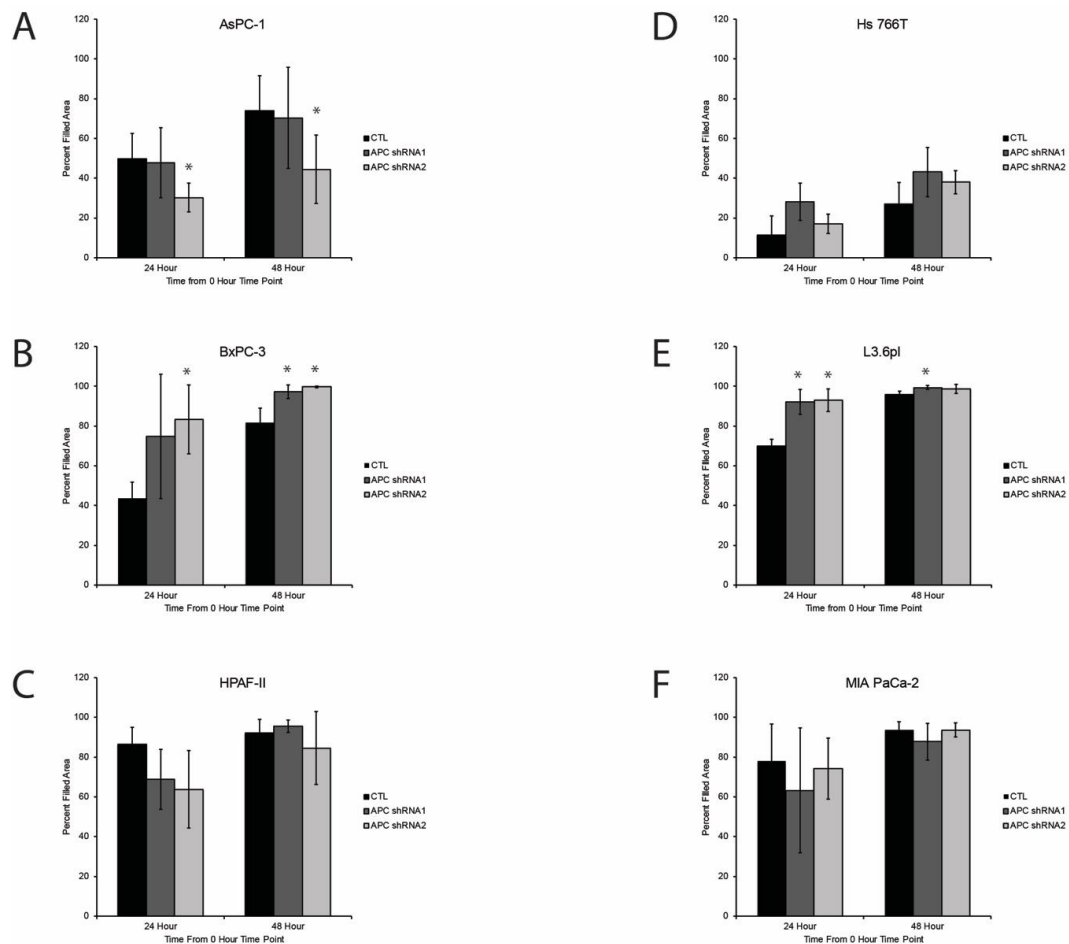 A
AsPC-1
Percent Filled Area
120
100
80
60
40
20
0
*
*
24 Hour
48 Hour
Time from 0 Hour Time Point
CTL
APC shRNA1
APC shRNA2
B
BxPC-3
Percent Filled Area
120
100
80
60
40
20
0
*
*
*
24 Hour
48 Hour
Time From 0 Hour Time Point
CTL
APC shRNA1
APC shRNA2
C
HPAF-II
Percent Filled Area
120
100
80
60
40
20
0
24 Hour
48 Hour
Time From 0 Hour Time Point
CTL
APC shRNA1
APC shRNA2
D
Hs 766T
Percent Filled Area
120
100
80
60
40
20
0
24 Hour
48 Hour
Time from 0 Hour Time Point
CTL
APC shRNA1
APC shRNA2
E
L3.6pl
Percent Filled Area
120
100
80
60
40
20
0
*
*
*
24 Hour
48 Hour
Time from 0 Hour Time Point
CTL
APC shRNA1
APC shRNA2
F
MIA PaCa-2
Percent Filled Area
120
100
80
60
40
20
0
24 Hour
48 Hour
Time From 0 Hour Time Point
CTL
APC shRNA1
APC shRNA2